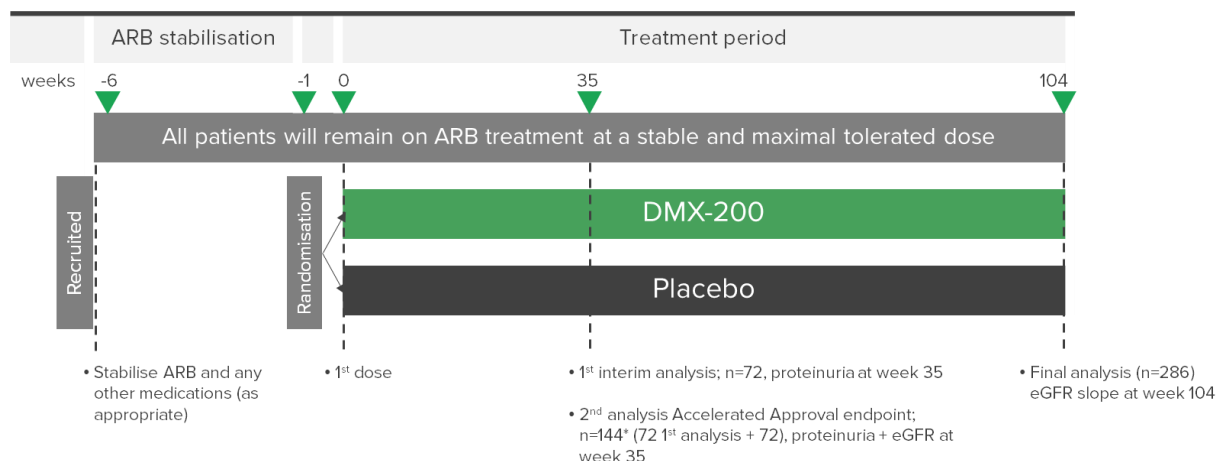 ARB stabilisation
Treatment period
weeks
-6
-1
0
35
104
All patients will remain on ARB treatment at a stable and maximal tolerated dose
Recruited
Randomisation
DMX-200
Placebo
• Stabilise ARB and any
other medications (as
appropriate)
• 1st dose
• 1st interim analysis; n=72, proteinuria at week 35
• 2nd analysis Accelerated Approval endpoint;
n=144* (72 1st analysis + 72), proteinuria + eGFR at
week 35
• Final analysis (n=286)
eGFR slope at week 104